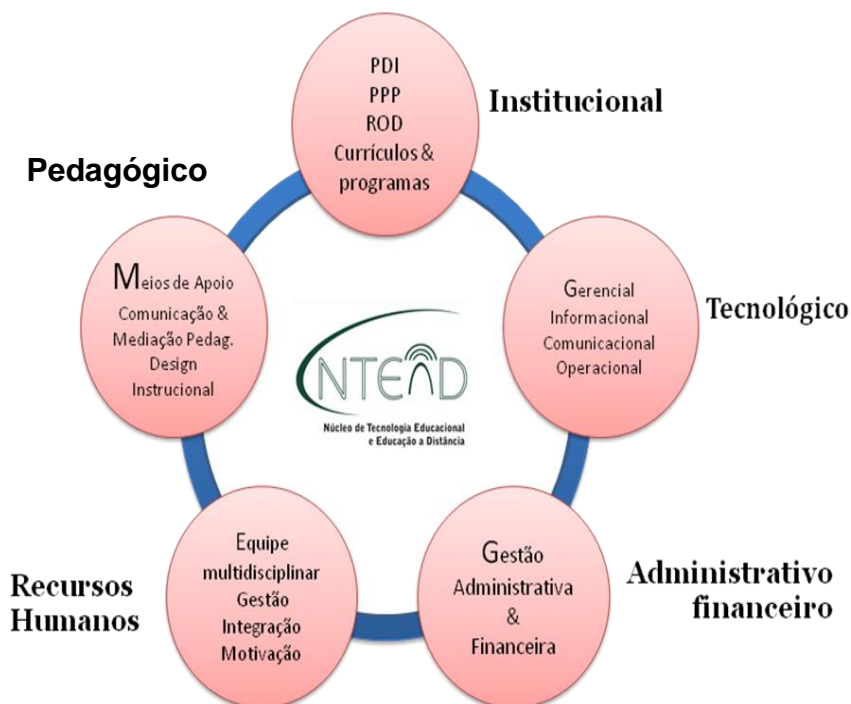 PDI
PPP
ROD
Currículos &
programas
Institucional
Pedagógico
Meios de Apoio
Comunicação &
Mediação Pedag.
Design
Instrucional
Gerencial
Informacional
Comunicacional
Operacional
Tecnológico
NTEAD
Núcleo de Tecnologia Educacional
e Educação a Distância
Recursos
Humanos
Equipe
multidisciplinar
Gestão
Integração
Motivação
Gestão
Administrativa
&
Financeira
Administrativo
financeiro